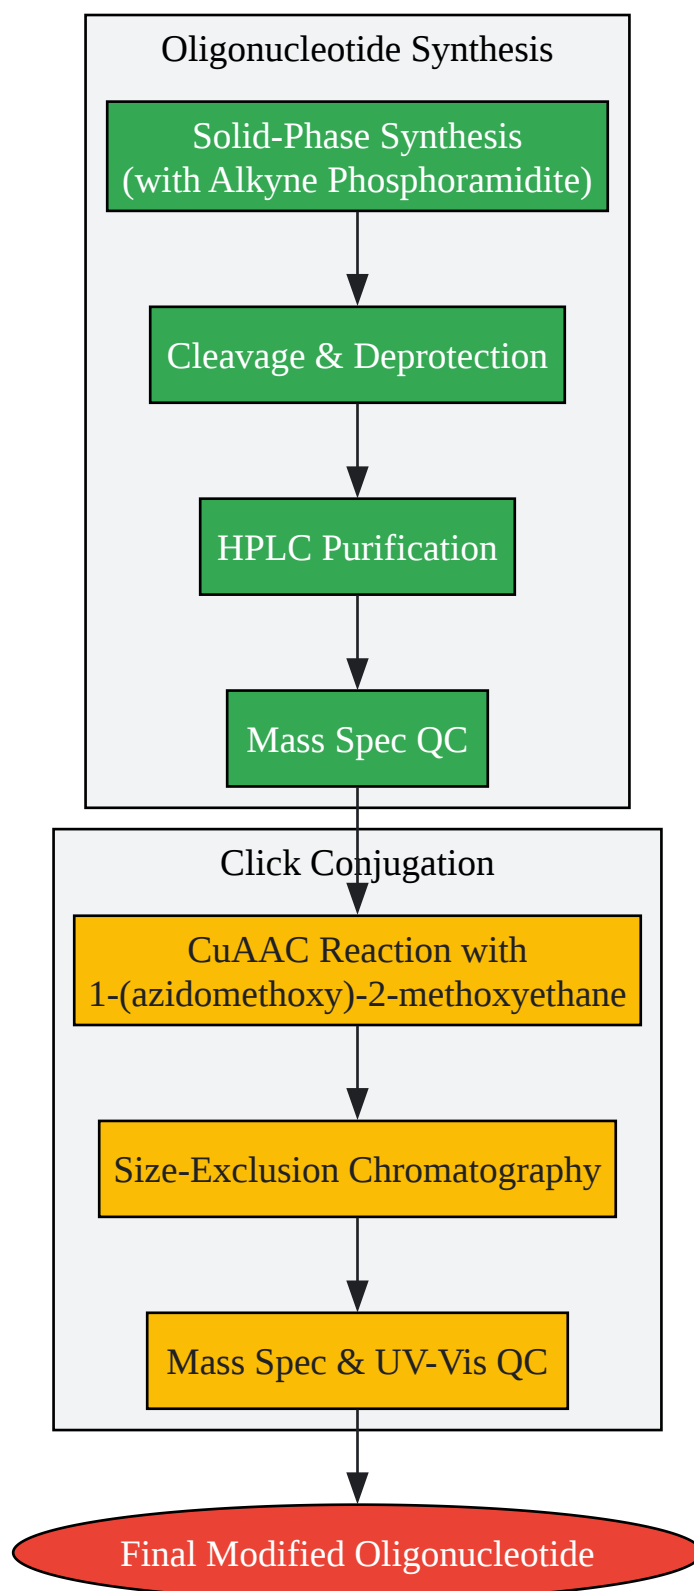 Oligonucleotide Synthesis
Solid-Phase Synthesis
(with Alkyne Phosphoramidite)
Cleavage & Deprotection
HPLC Purification
Mass Spec QC
Click Conjugation
CuAAC Reaction with
1-(azidomethoxy)-2-methoxyethane
Size-Exclusion Chromatography
Mass Spec & UV-Vis QC
Final Modified Oligonucleotide